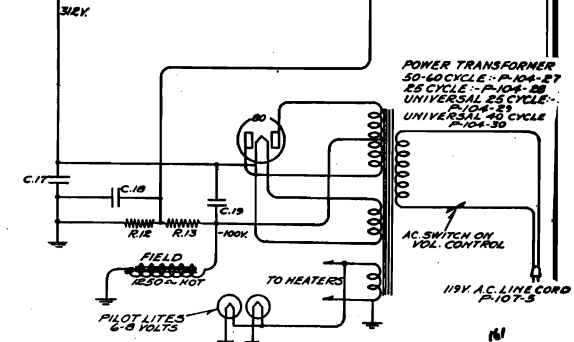 312V.
POWER TRANSFORMER
50-60 CYCLE :- P-104-27
25 CYCLE :- P-104-28
UNIVERSAL 25 CYCLE:-
P-104-29
UNIVERSAL 40 CYCLE
P-104-30
80
C.17
C.18
C.19
R.12
R.13
-100V.
A.C. SWITCH ON
VOL. CONTROL
FIELD
1250~ HOT
TO HEATERS
119V. A.C. LINE CORD
P-107-5
PILOT LITES
6-8 VOLTS
161